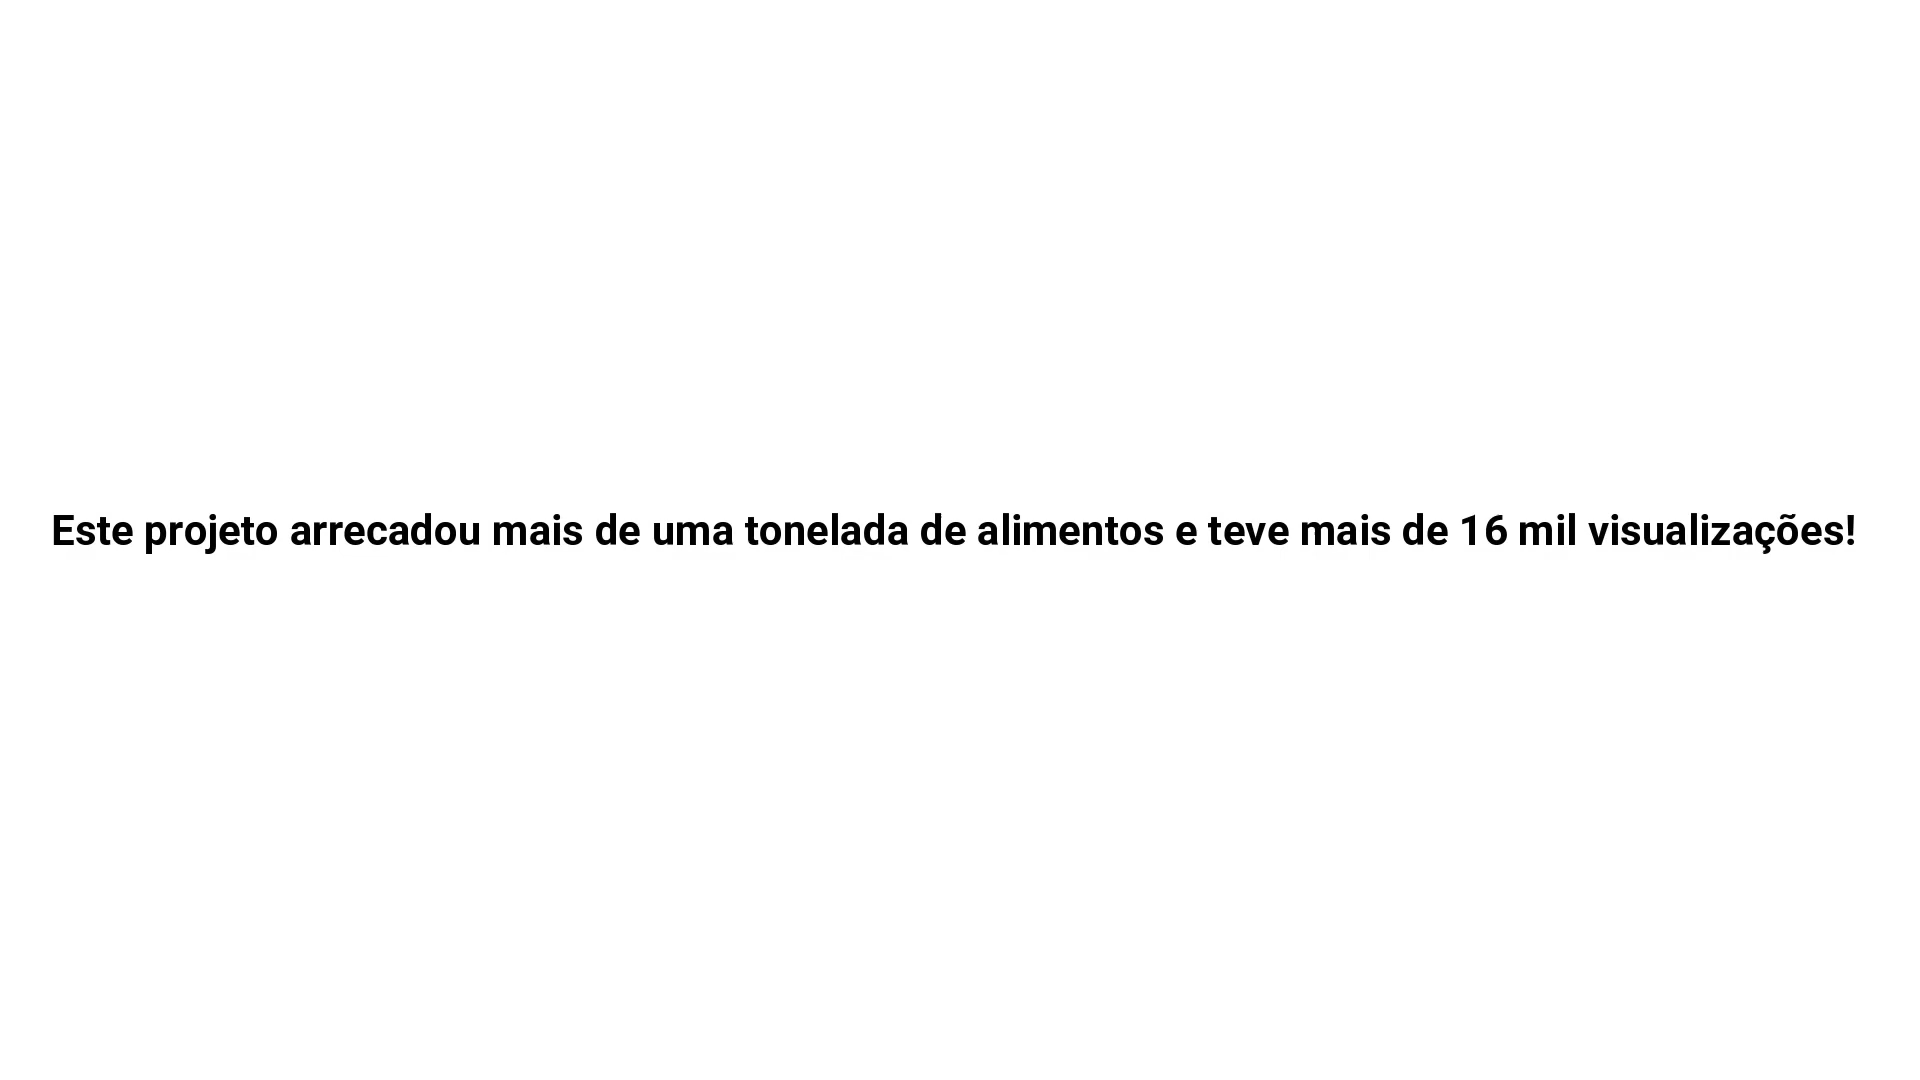 Este projeto arrecadou mais de uma tonelada de alimentos e teve mais de 16 mil visualizações!